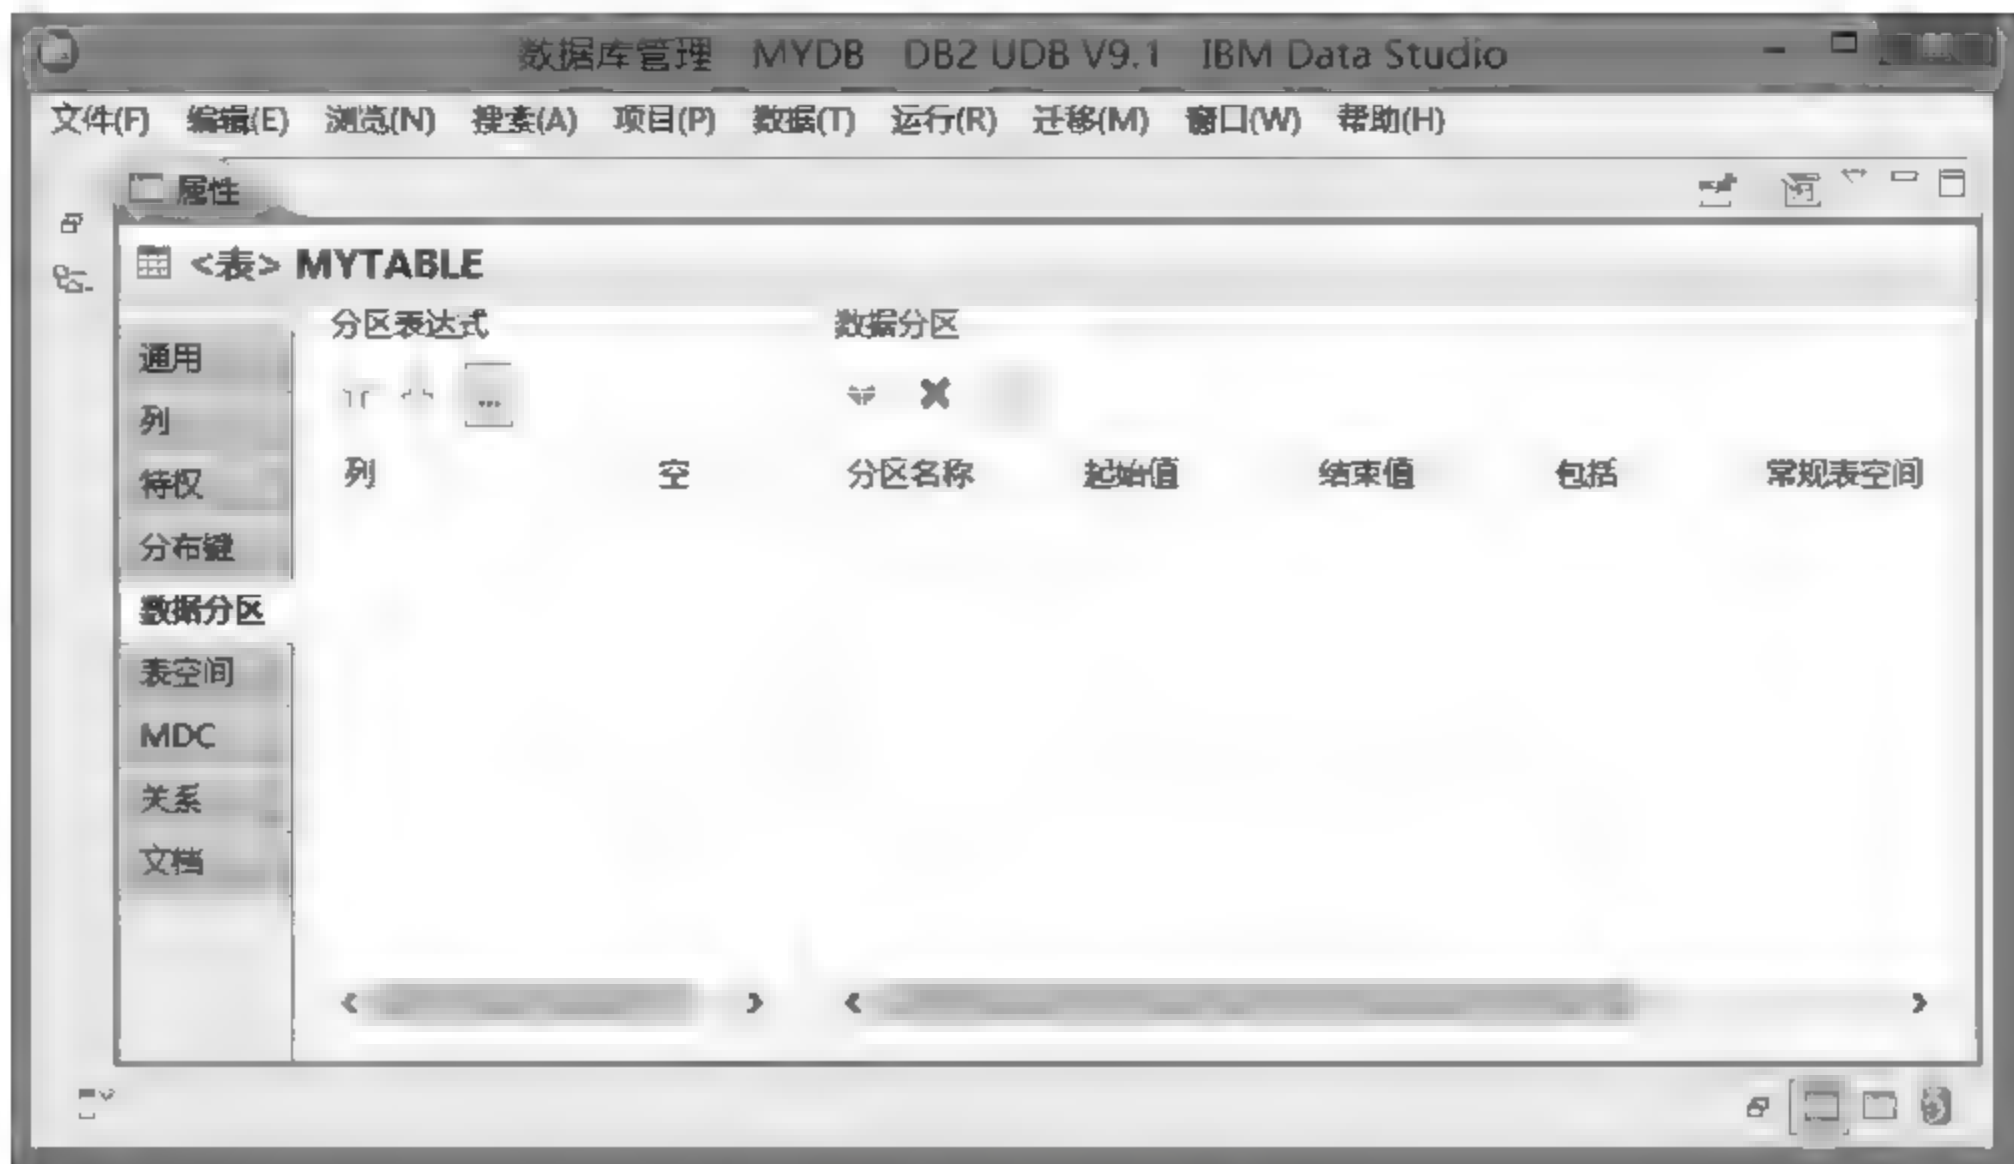 数据库管理 MYDB DB2 UDB V9.1 IBM Data Studio
文件(F) 编辑(E) 浏览(N) 搜索(A) 项目(P) 数据(T) 运行(R) 迁移(M) 窗口(W) 帮助(H)
属性
<表> MYTABLE
分区表达式 数据分区
通用
列
特权
分布键
数据分区
表空间
MDC
关系
文档
...
列 空 分区名称 起始值 结束值 包括 常规表空间